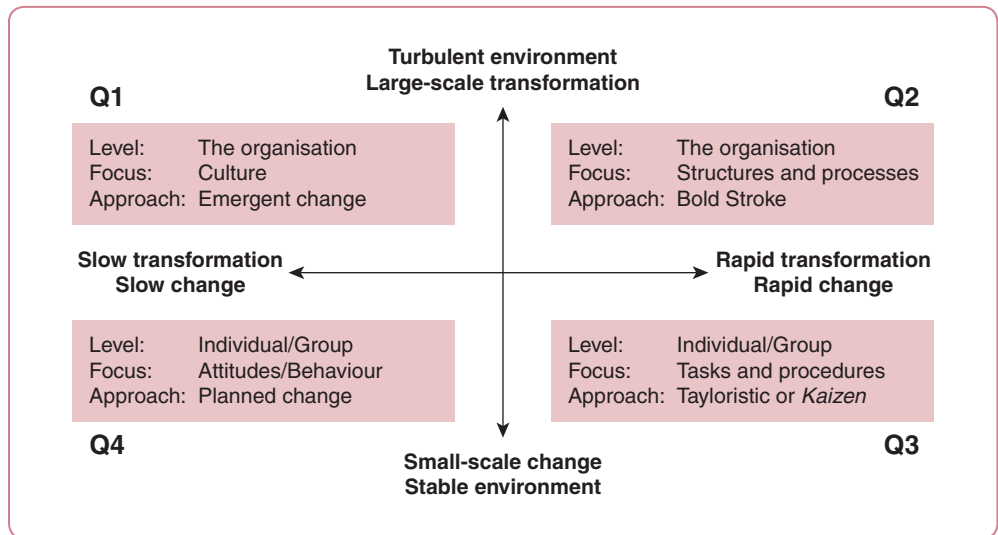 Turbulent environment
Large-scale transformation
Q1
Q2
Level: The organisation
Focus: Culture
Approach: Emergent change
Level: The organisation
Focus: Structures and processes
Approach: Bold Stroke
Slow transformation
Slow change
Rapid transformation
Rapid change
Level: Individual/Group
Focus: Attitudes/Behaviour
Approach: Planned change
Level: Individual/Group
Focus: Tasks and procedures
Approach: Tayloristic or Kaizen
Q4
Q3
Small-scale change
Stable environment